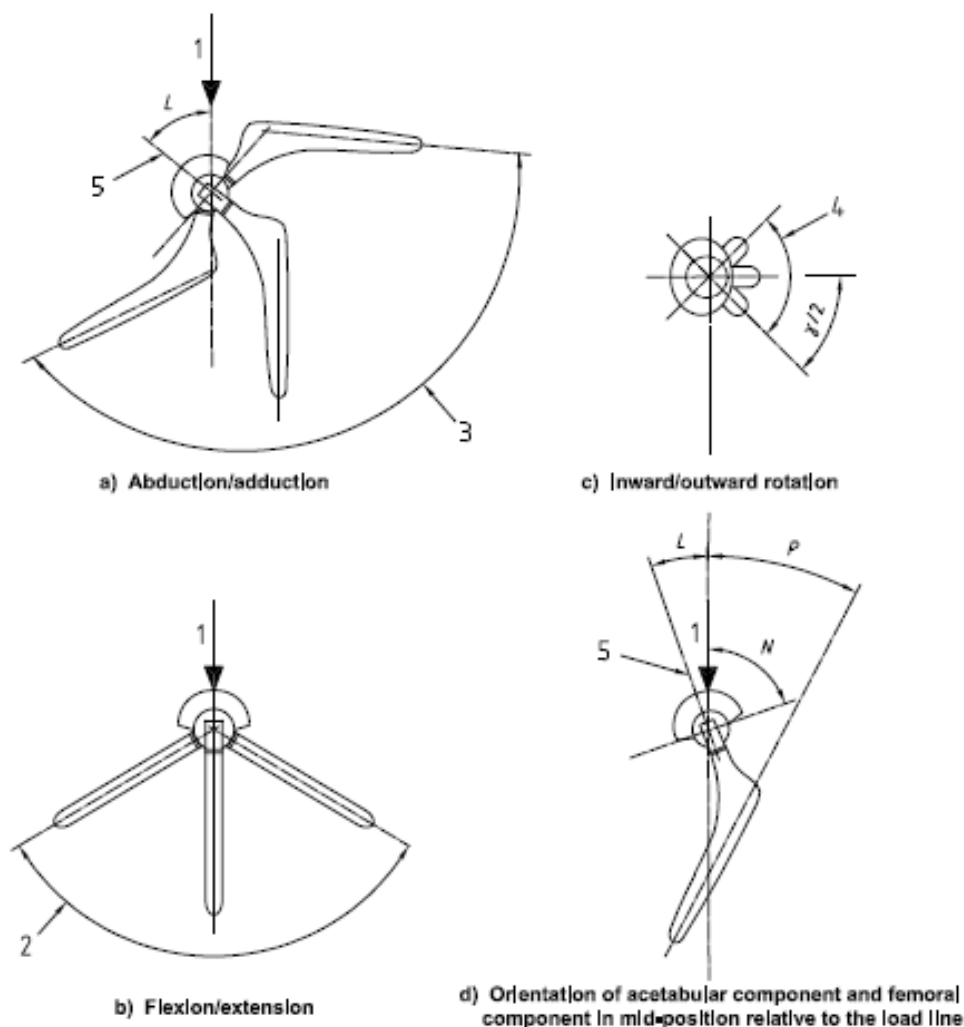 1
L
5
3
a) Abduction/adduction
4
γ/2
c) Inward/outward rotation
1
2
b) Flexion/extension
L
P
1
N
5
d) Orientation of acetabular component and femoral
component in mid-position relative to the load line